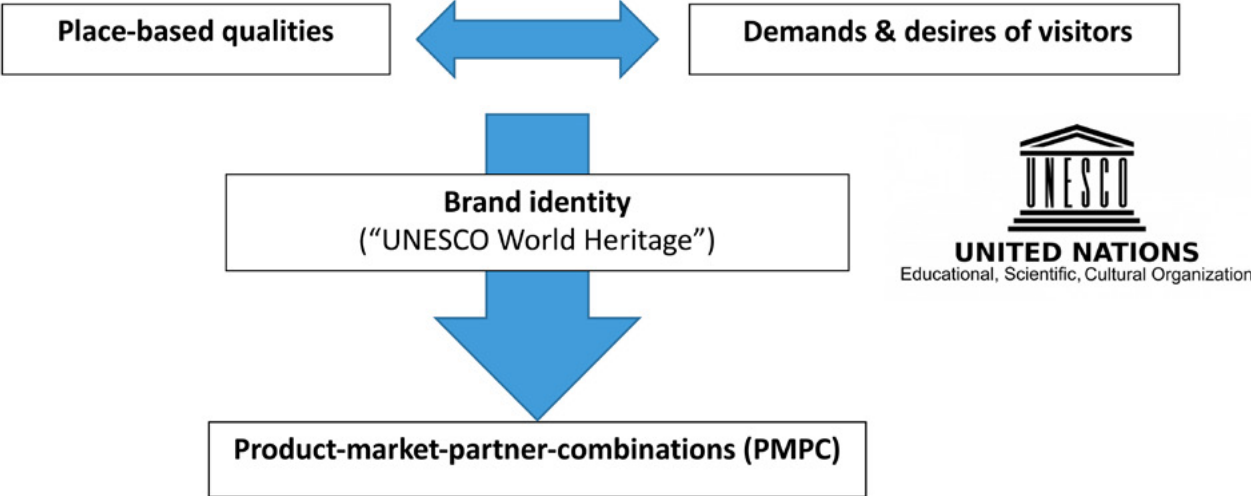 Place-based qualities
Demands & desires of visitors
Brand identity
(“UNESCO World Heritage”)
UNESCO
UNITED NATIONS
Educational, Scientific, Cultural Organization
Product-market-partner-combinations (PMPC)